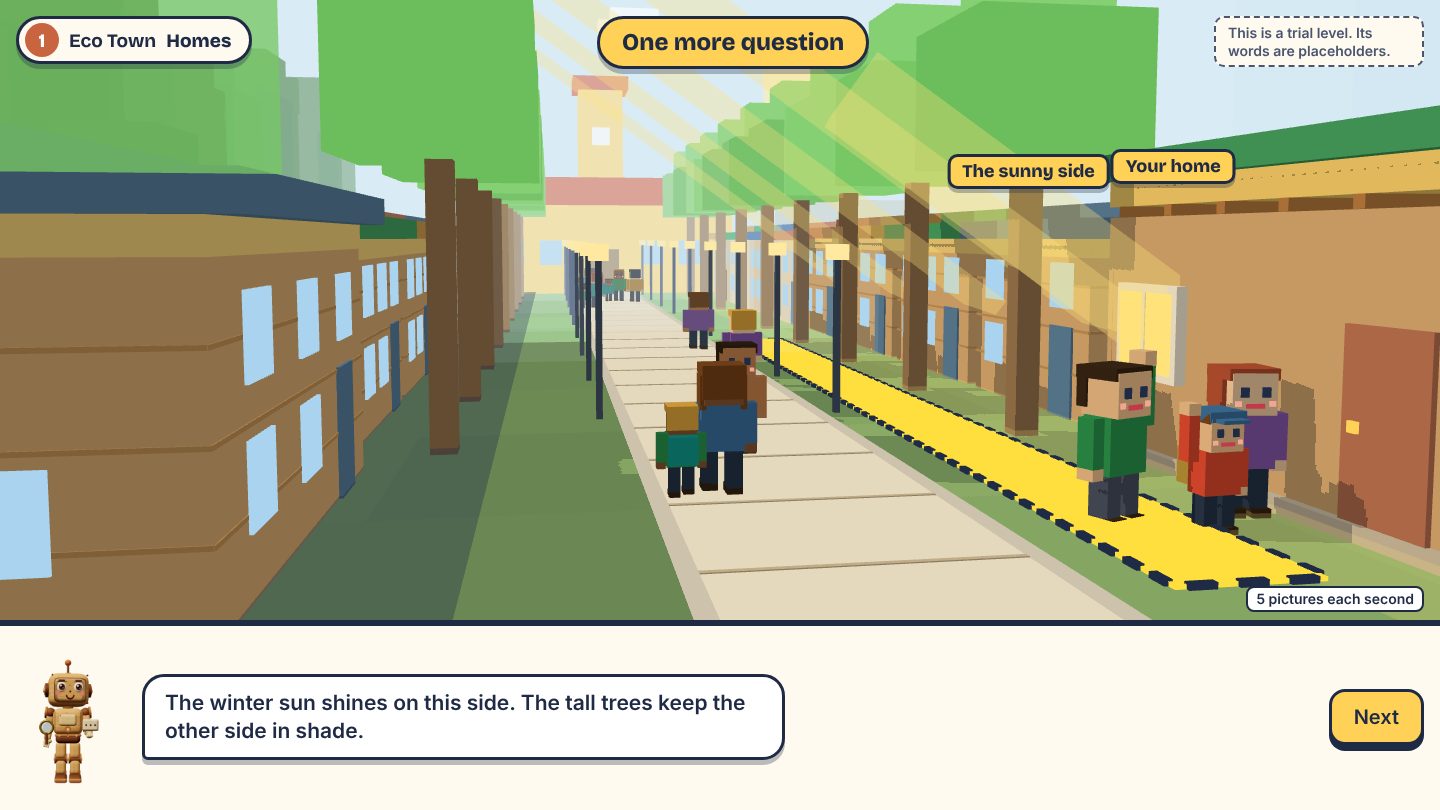 1 Eco Town Homes
One more question
This is a trial level. Its
words are placeholders.
The sunny side
Your home
5 pictures each second
The winter sun shines on this side. The tall trees keep the
other side in shade.
Next